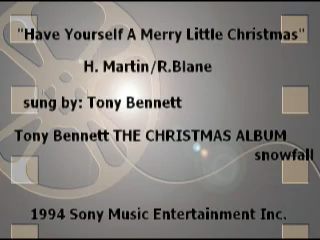 "Have Yourself A Merry Little Christmas"
H. Martin/R.Blane
sung by: Tony Bennett
Tony Bennett THE CHRISTMAS ALBUM
snowfall
1994 Sony Music Entertainment Inc.